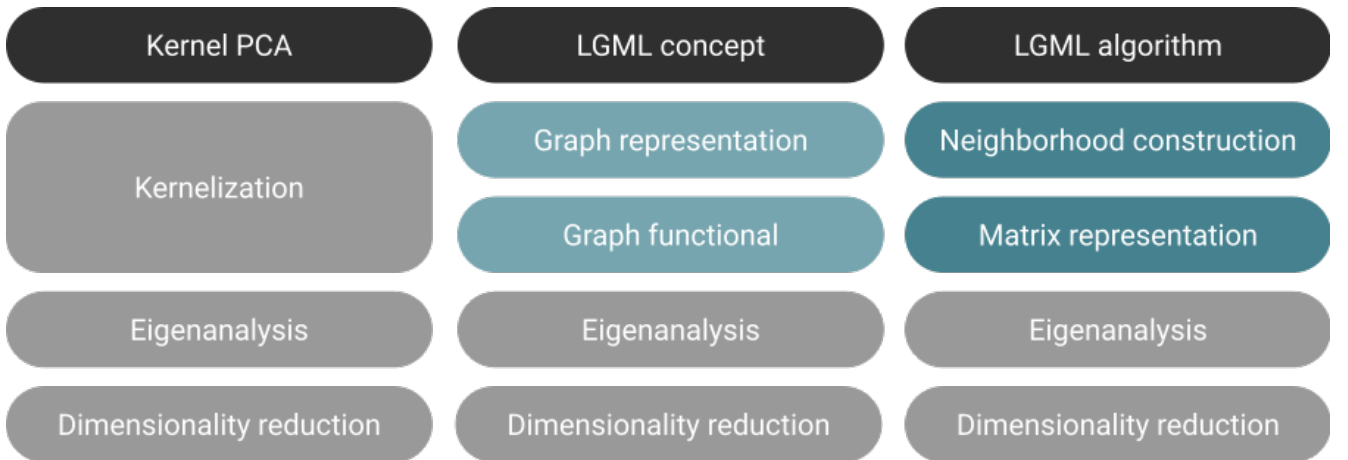 Kernel PCA
LGML concept
LGML algorithm
Kernelization
Graph representation
Neighborhood construction
Graph functional
Matrix representation
Eigenanalysis
Eigenanalysis
Eigenanalysis
Dimensionality reduction
Dimensionality reduction
Dimensionality reduction